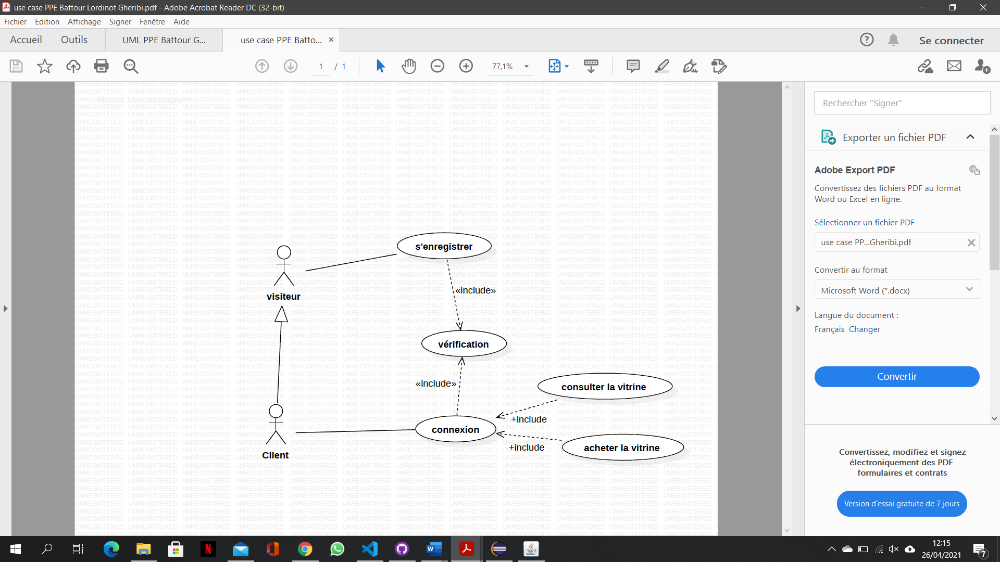 use case PPE Battour Lordinot Gheribi.pdf - Adobe Acrobat Reader DC (32-bit)
Fichier Edition Affichage Signer Fenêtre Aide
Accueil Outils UML PPE Battour G... use case PPE Batto... Se connecter
1 / 1 77,1%
UNREGISTERED
s'enregistrer
visiteur
«include»
vérification
«include»
consulter la vitrine
+include
connexion
+include
acheter la vitrine
Client
Rechercher "Signer"
Exporter un fichier PDF
Adobe Export PDF
Convertissez des fichiers PDF au format
Word ou Excel en ligne.
Sélectionner un fichier PDF
use case PP...Gheribi.pdf
Convertir au format
Microsoft Word (*.docx)
Langue du document :
Français Changer
Convertir
Convertissez, modifiez et signez
électroniquement des PDF
formulaires et contrats
Version d'essai gratuite de 7 jours
12:15
26/04/2021
7